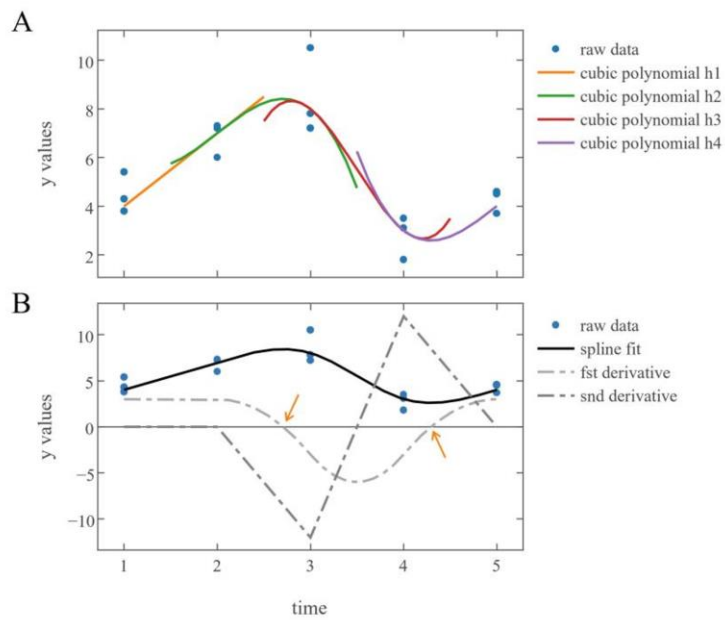 A
10
8
6
4
2
y values
raw data
cubic polynomial h1
cubic polynomial h2
cubic polynomial h3
cubic polynomial h4
B
10
5
0
−5
−10
y values
raw data
spline fit
fst derivative
snd derivative
1 2 3 4 5
time